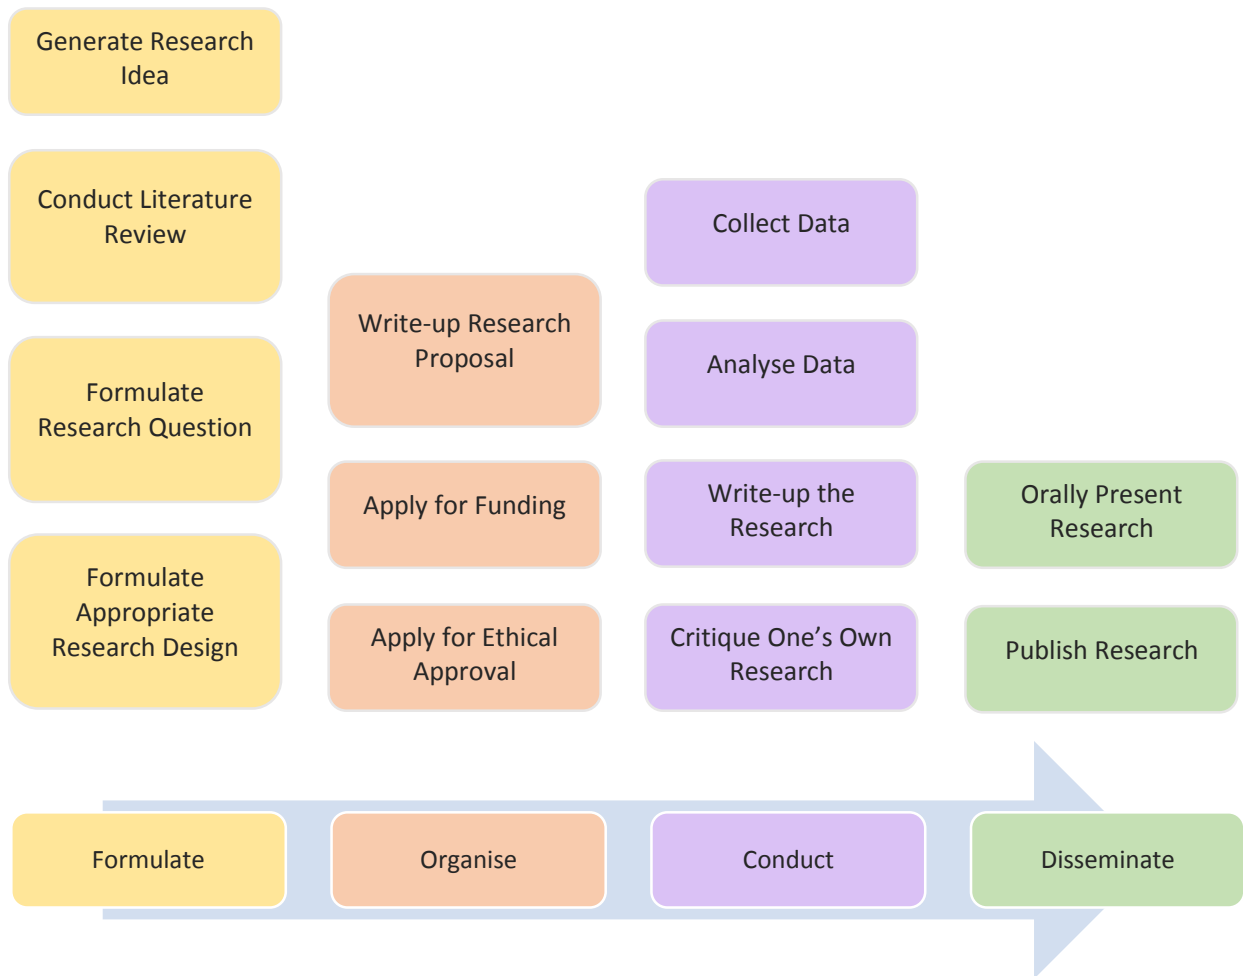 Generate Research
Idea
Conduct Literature
Review
Formulate
Research Question
Formulate
Appropriate
Research Design
Write-up Research
Proposal
Apply for Funding
Apply for Ethical
Approval
Collect Data
Analyse Data
Write-up the
Research
Critique One’s Own
Research
Orally Present
Research
Publish Research
Formulate
Organise
Conduct
Disseminate